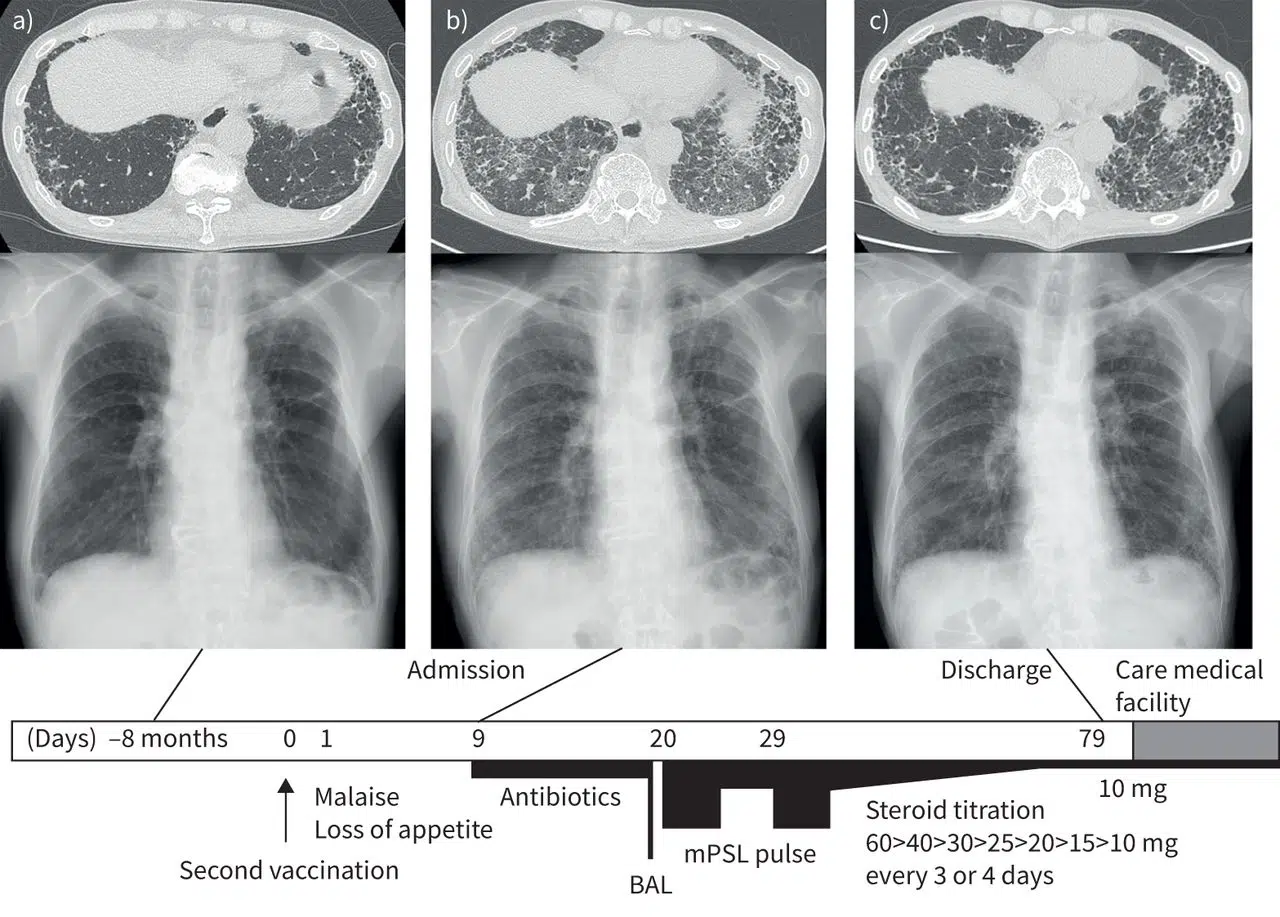 a)
b)
c)
Admission
Discharge
Care medical
facility
(Days) –8 months 0 1 9 20 29 79
Malaise
Loss of appetite
Second vaccination
Antibiotics
BAL
mPSL pulse
10 mg
Steroid titration
60>40>30>25>20>15>10 mg
every 3 or 4 days